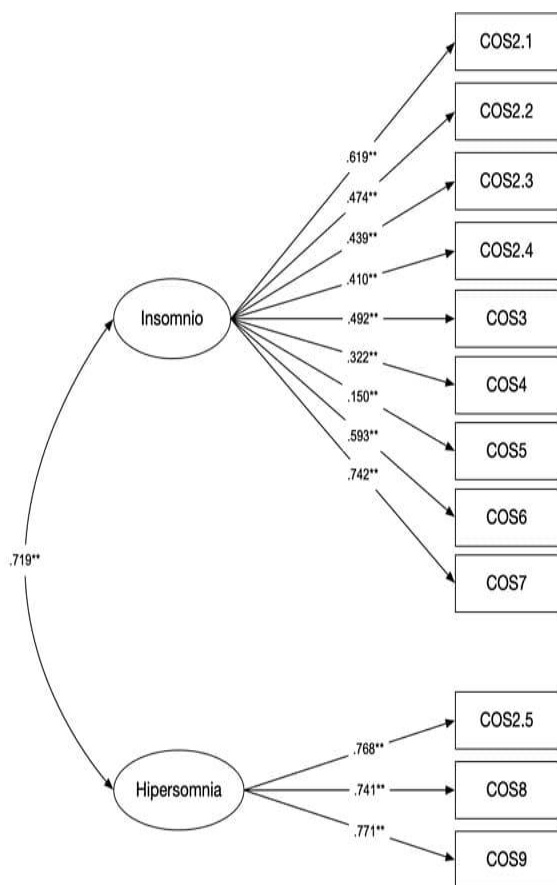 COS2.1
COS2.2
COS2.3
COS2.4
COS3
COS4
COS5
COS6
COS7
.619**
.474**
.439**
.410**
.492**
.322**
.150**
.593**
.742**
Insomnio
.719**
Hipersomnia
.768**
.741**
.771**
COS2.5
COS8
COS9